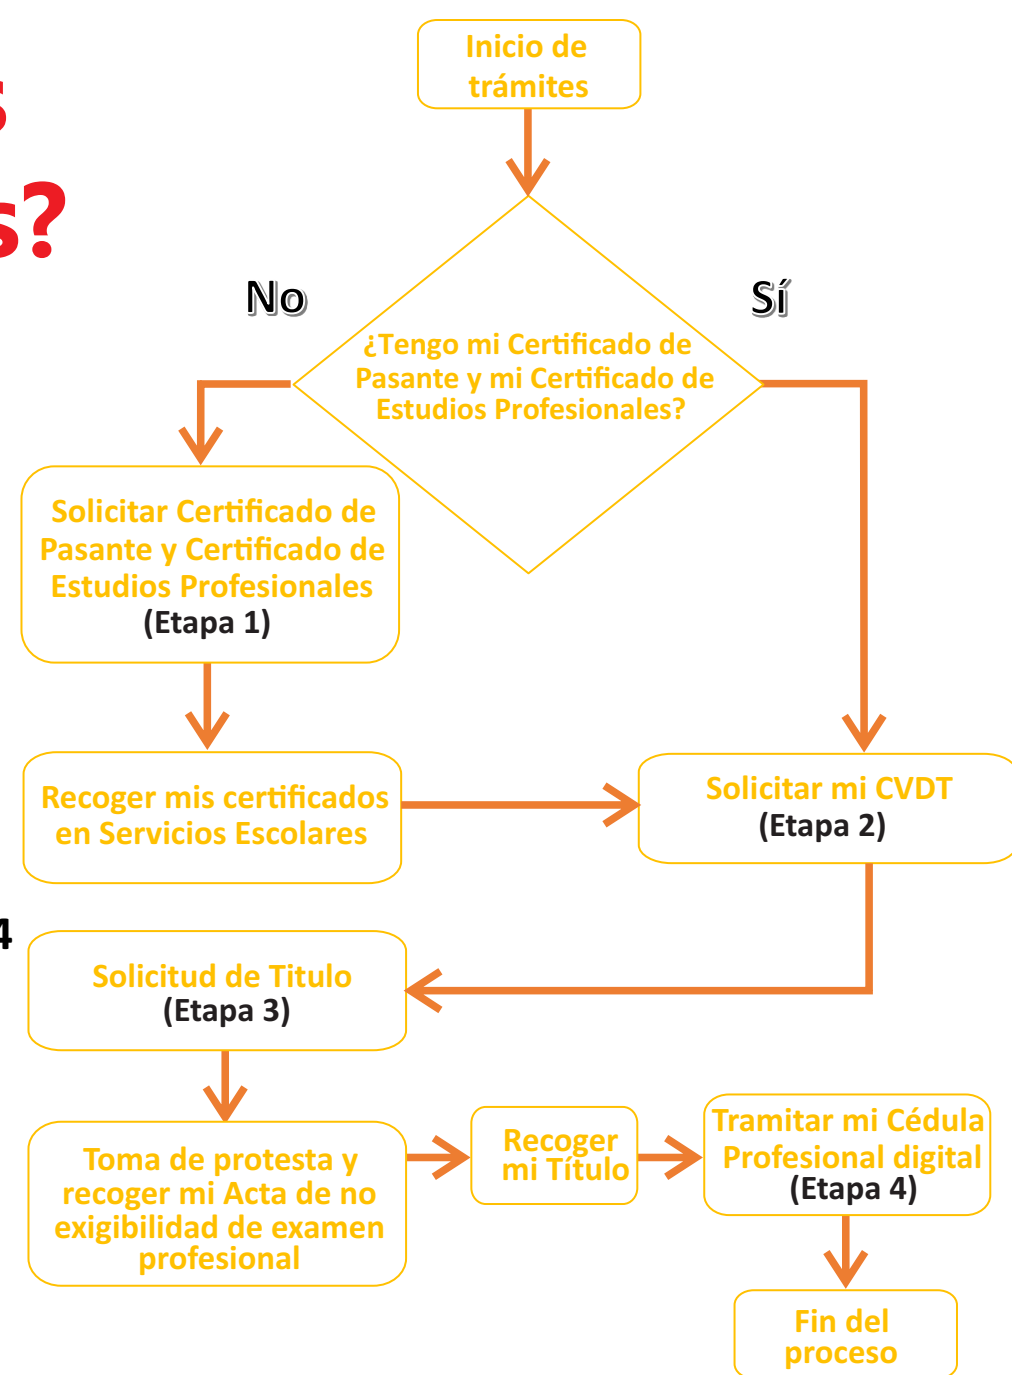 s
s?
Inicio de
trámites
No
Sí
¿Tengo mi Certificado de
Pasante y mi Certificado de
Estudios Profesionales?
Solicitar Certificado de
Pasante y Certificado de
Estudios Profesionales
(Etapa 1)
Recoger mis certificados
en Servicios Escolares
Solicitar mi CVDT
(Etapa 2)
4
Solicitud de Titulo
(Etapa 3)
Toma de protesta y
recoger mi Acta de no
exigibilidad de examen
profesional
Recoger
mi Título
Tramitar mi Cédula
Profesional digital
(Etapa 4)
Fin del
proceso